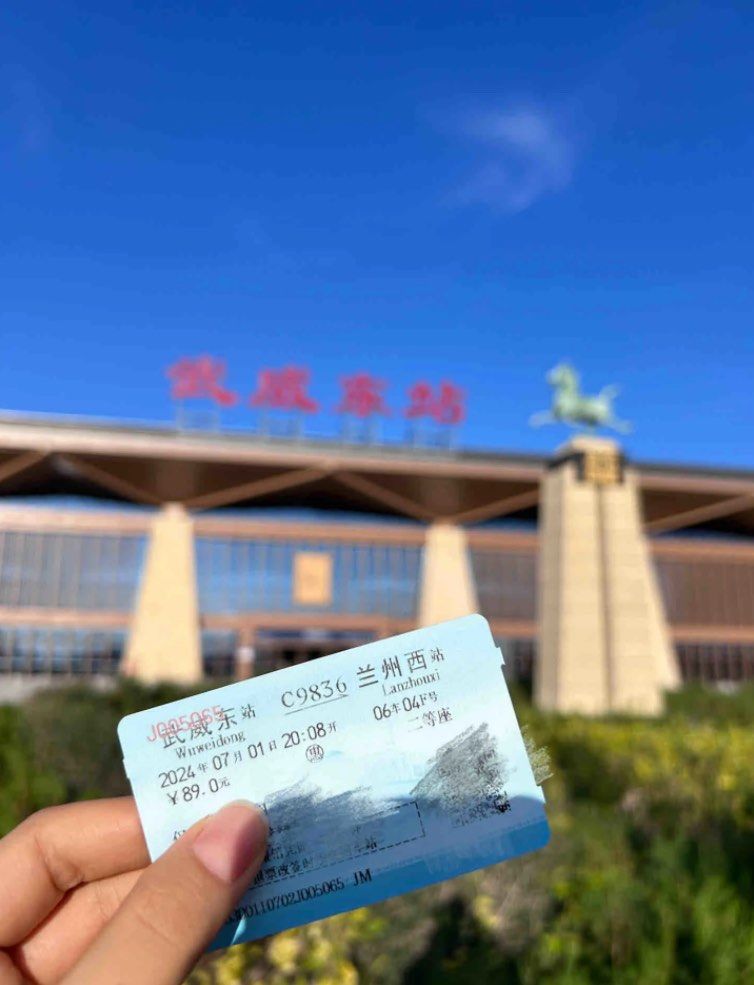 武威东站
J005065
武威东站 C9836 兰州西站
Wuweidong Lanzhouxi
2024年07月01日20:08开 06车04F号
￥89.0元 网 二等座
JM